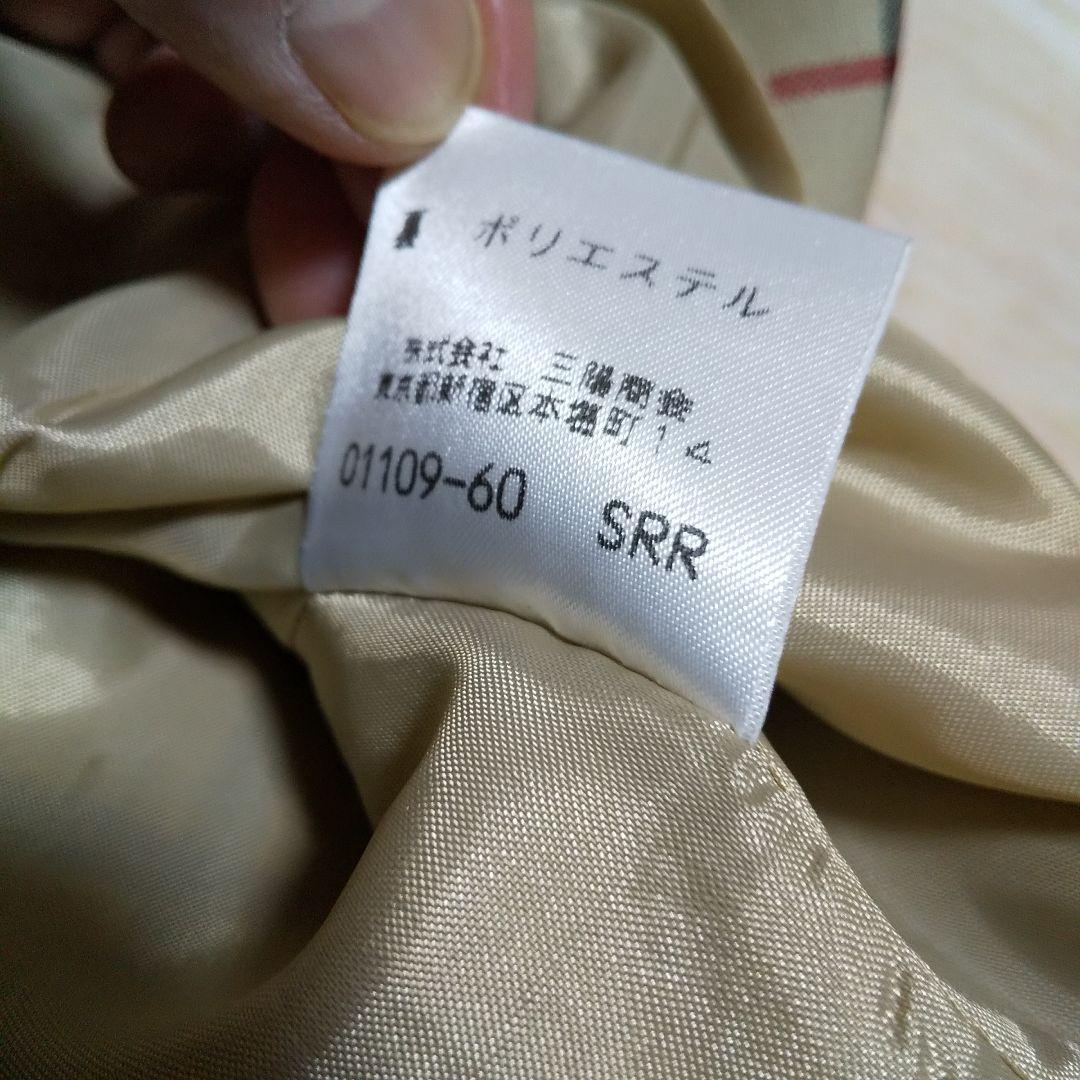 ポリエステル
株式会社 三陽商会
東京都新宿区本塩町14
01109-60 SRR